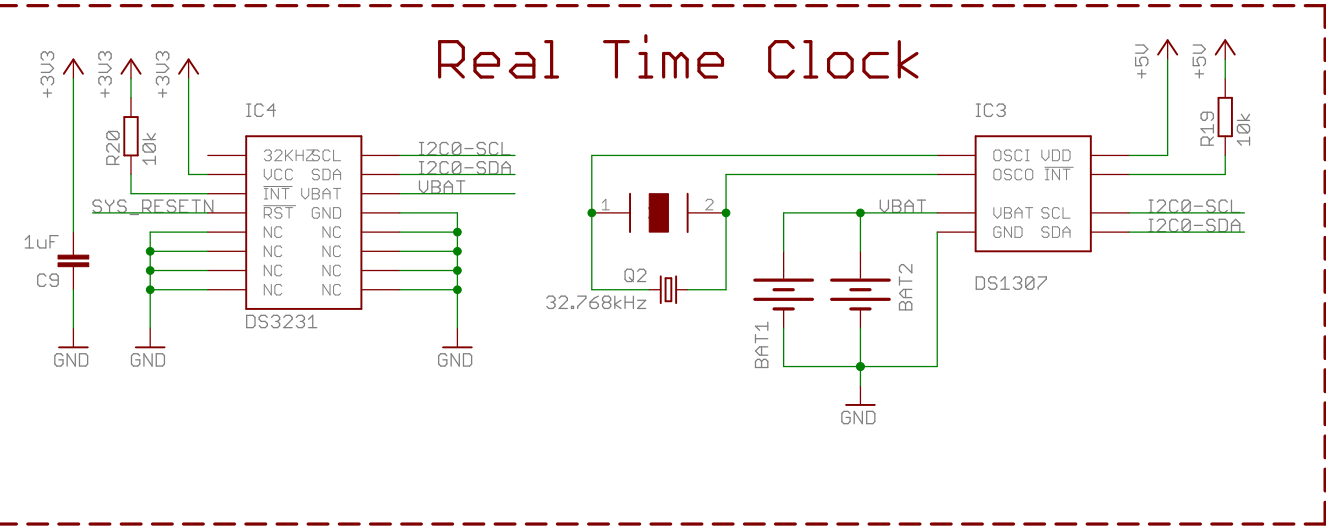 Real Time Clock
+3V3
+3V3
+3V3
R20
10k
IC4
32KHZ SCL
VCC SDA
INT VBAT
RST GND
NC NC
NC NC
NC NC
NC NC
DS3231
I2C0-SCL
I2C0-SDA
VBAT
SYS_RESETN
1uF
C9
GND
GND
GND
1 2
Q2
32.768kHz
BAT1
BAT2
GND
VBAT
+5V
+5V
R19
10k
IC3
OSCI VDD
OSCO INT
VBAT SCL
GND SDA
DS1307
I2C0-SCL
I2C0-SDA